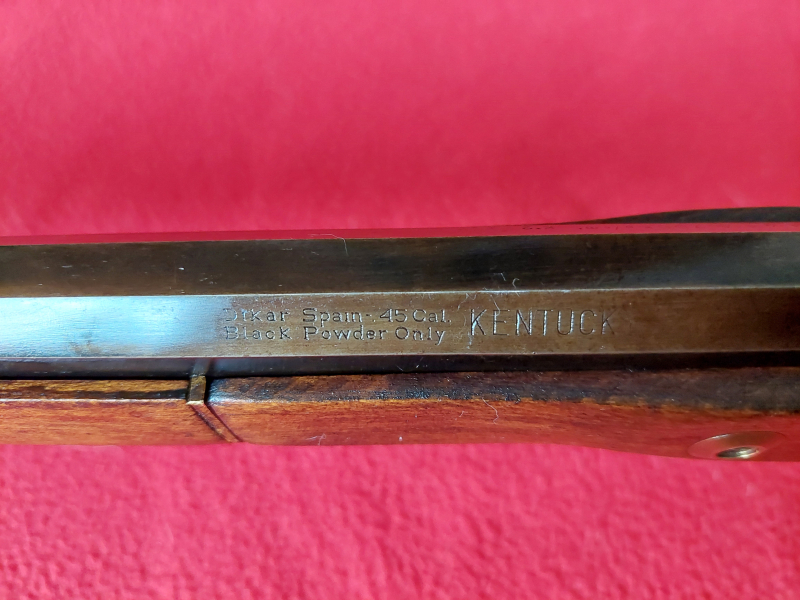 Dikar Spain-.45 Cal.
Black Powder Only
KENTUCK